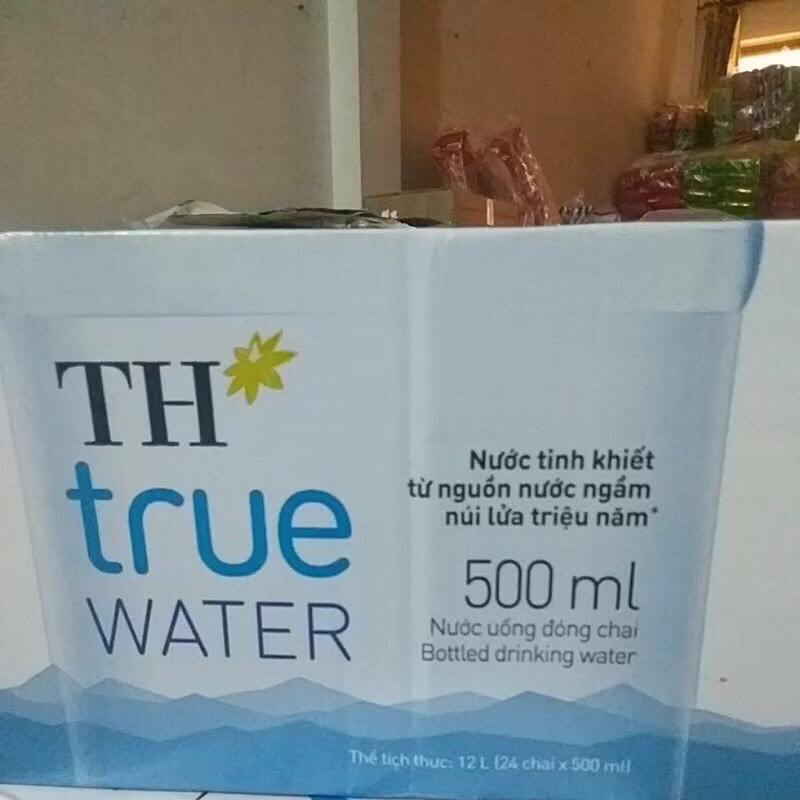 TH
true
WATER
Nước tinh khiết
từ nguồn nước ngầm
núi lửa triệu năm*
500 ml
Nước uống đóng chai
Bottled drinking water
Thể tích thực: 12 L (24 chai x 500 ml)